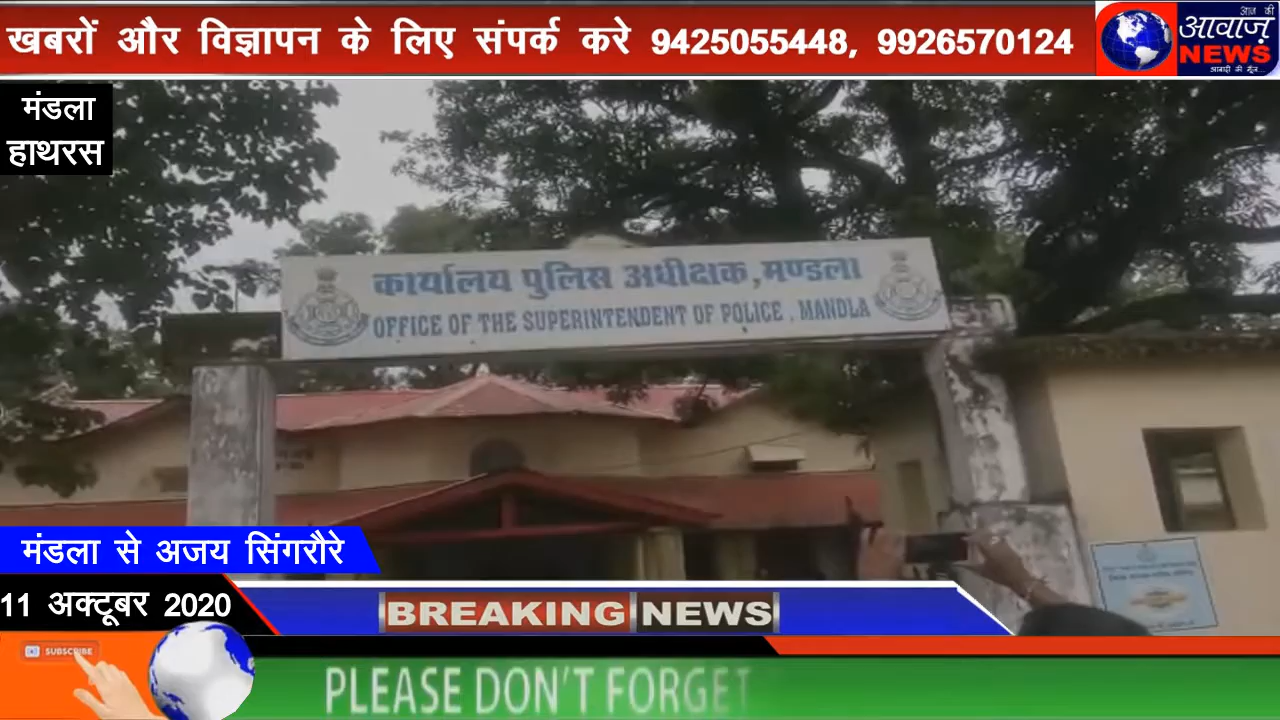 खबरों और विज्ञापन के लिए संपर्क करे 9425055448, 9926570124
आज की
आवाज़
NEWS
मंडला
हाथरस
कार्यालय पुलिस अधीक्षक, मण्डला
OFFICE OF THE SUPERINTENDENT OF POLICE, MANDLA
मंडला से अजय सिंगरौरे
11 अक्टूबर 2020
BREAKING NEWS
SUBSCRIBE
PLEASE DON'T FORGET